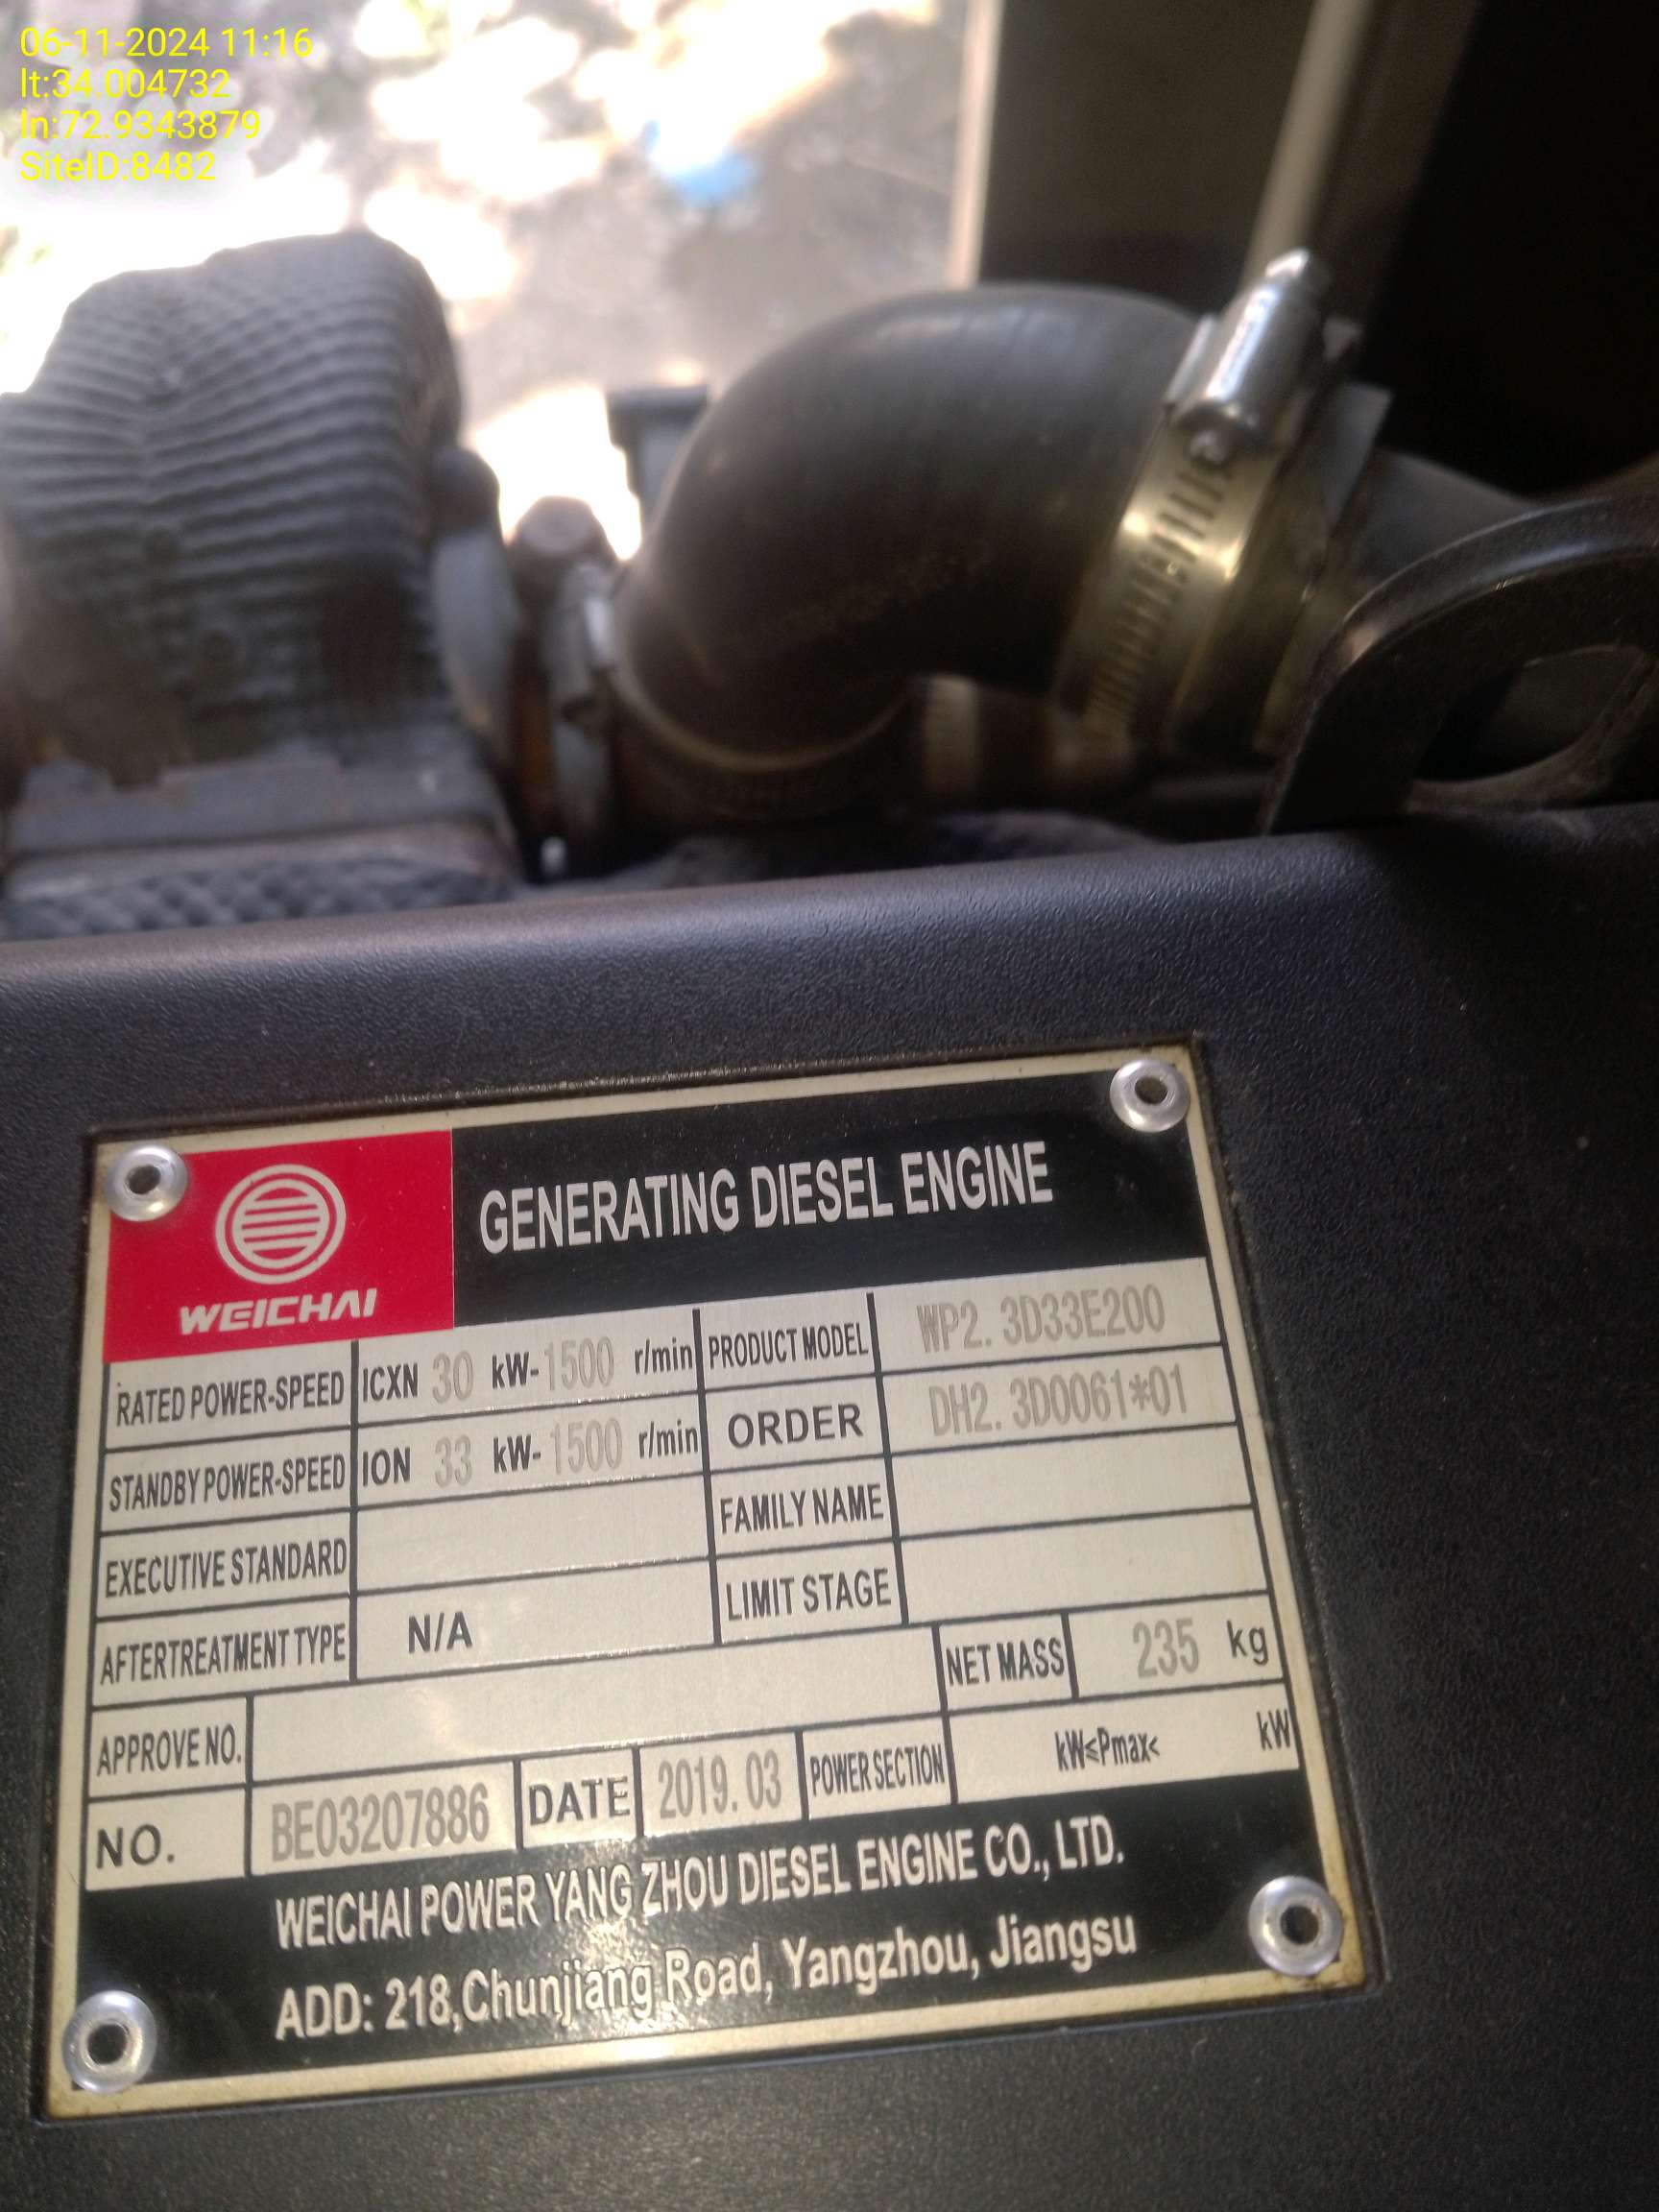 06-11-2024 11:16
lt:34.004732
ln:72.9343879
SiteID:8482
WEICHAI
GENERATING DIESEL ENGINE
RATED POWER-SPEED ICXN 30 kW-1500 r/min PRODUCT MODEL WP2.3D33E200
STANDBY POWER-SPEED ION 33 kW-1500 r/min ORDER DH2.3D0061*01
EXECUTIVE STANDARD FAMILY NAME
AFTERTREATMENT TYPE N/A LIMIT STAGE
APPROVE NO. NET MASS 235 kg
NO. BE03207886 DATE 2019.03 POWER SECTION kW≤Pmax< kW
WEICHAI POWER YANG ZHOU DIESEL ENGINE CO., LTD.
ADD: 218,Chunjiang Road, Yangzhou, Jiangsu